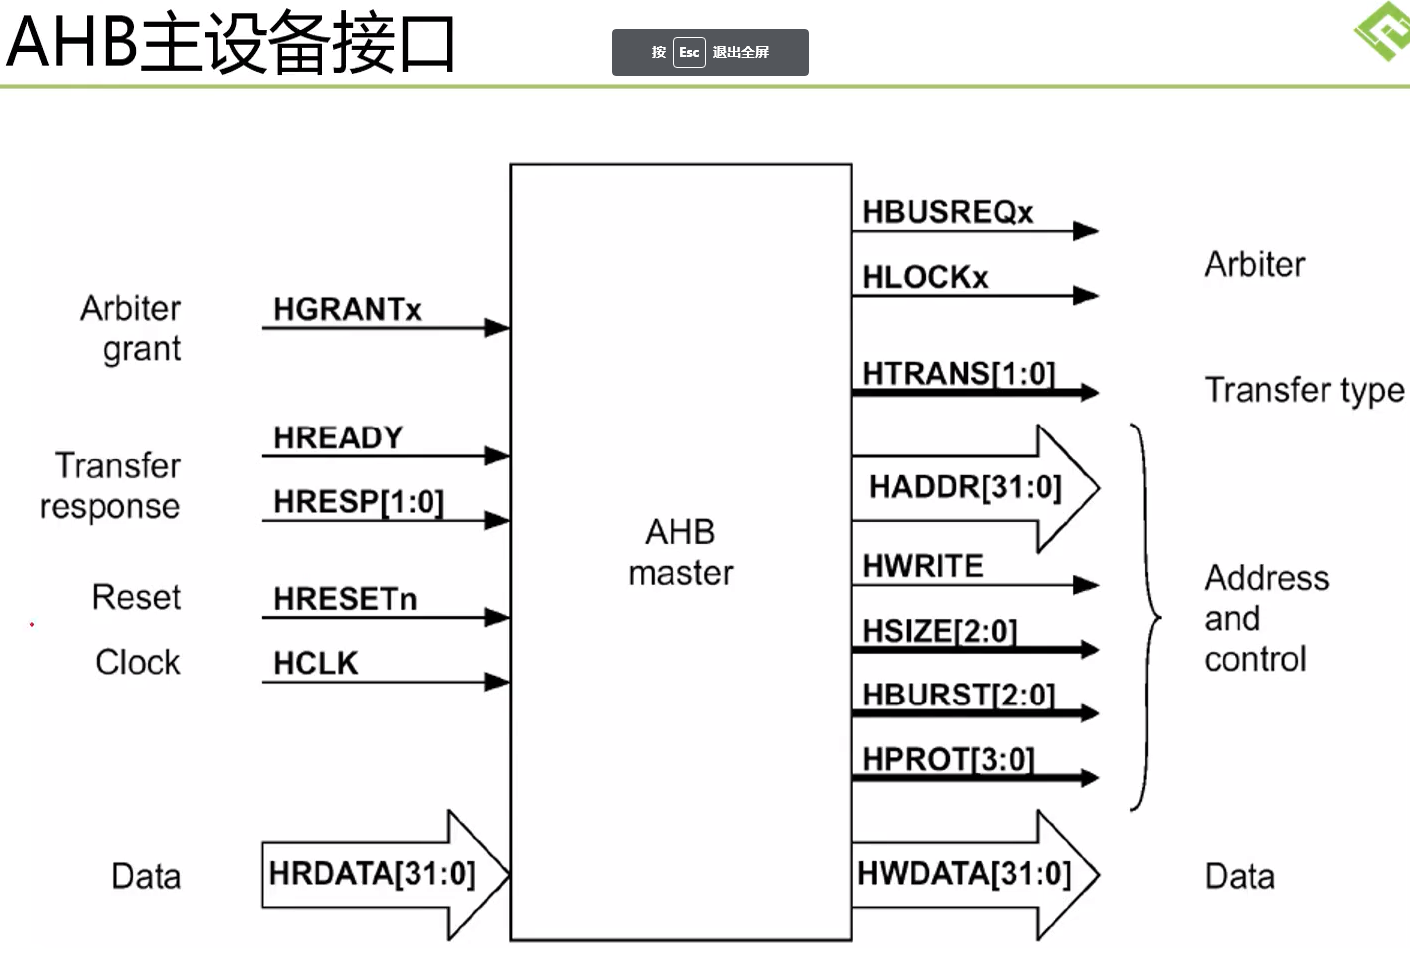 AHB主设备接口
按 Esc 退出全屏
Arbiter
grant
HGRANTx
Transfer
response
HREADY
HRESP[1:0]
Reset
HRESETn
Clock
HCLK
Data
HRDATA[31:0]
AHB
master
HBUSREQx
HLOCKx
Arbiter
HTRANS[1:0]
Transfer type
HADDR[31:0]
HWRITE
HSIZE[2:0]
HBURST[2:0]
HPROT[3:0]
Address
and
control
HWDATA[31:0]
Data